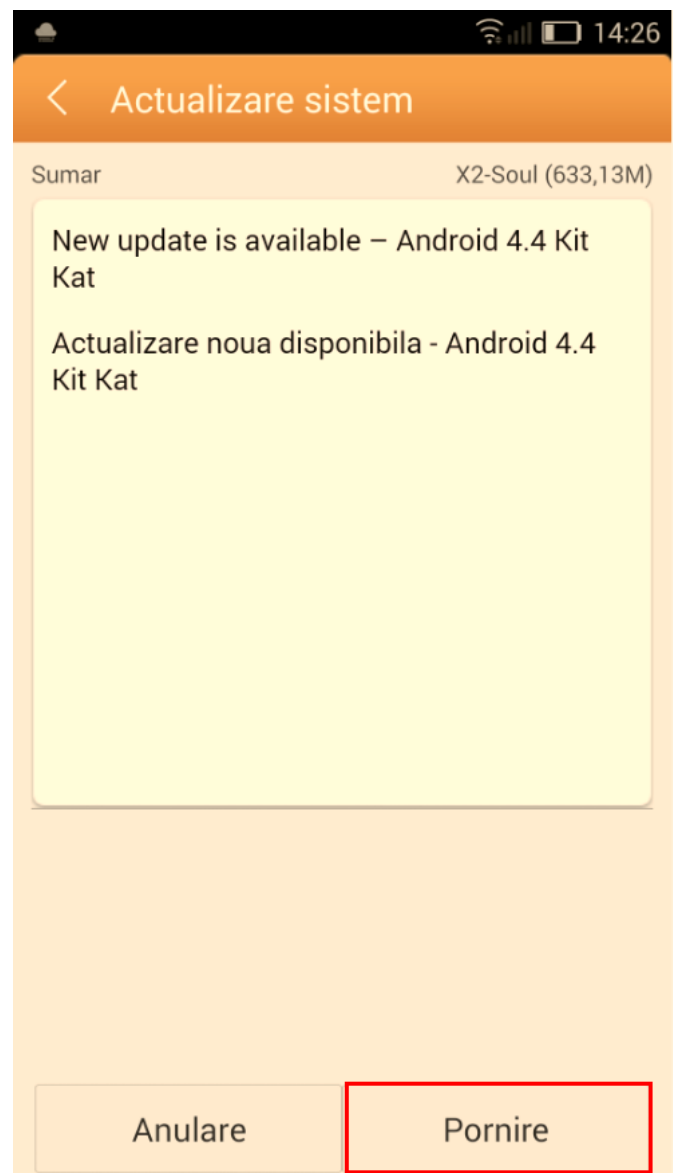 14:26
Actualizare sistem
Sumar X2-Soul (633,13M)
New update is available – Android 4.4 Kit
Kat
Actualizare noua disponibila - Android 4.4
Kit Kat
Anulare Pornire